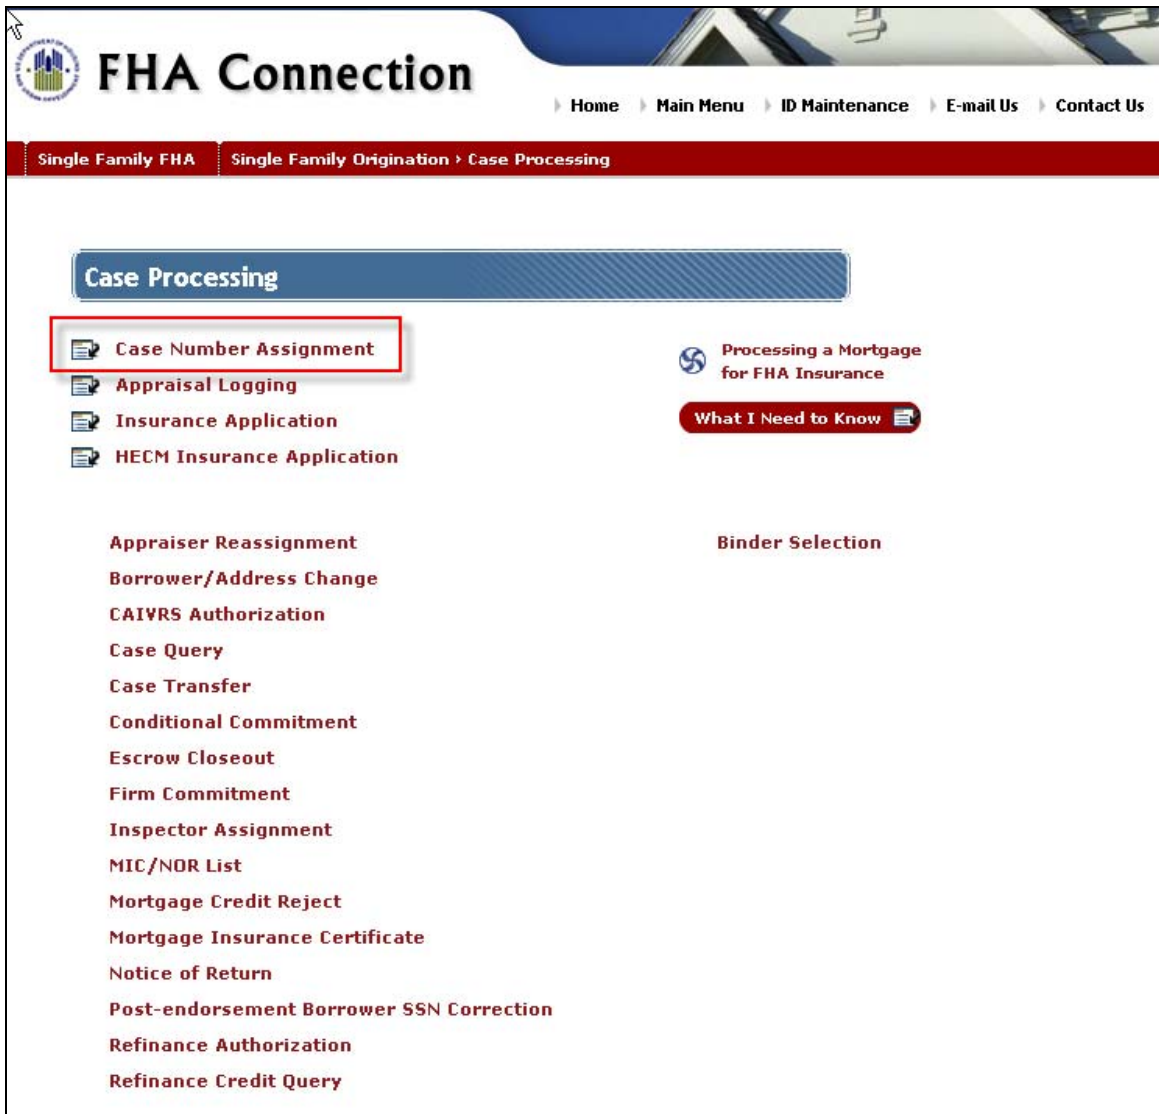 FHA Connection
Home Main Menu ID Maintenance E-mail Us Contact Us
Single Family FHA Single Family Origination > Case Processing
Case Processing
Case Number Assignment
Appraisal Logging
Insurance Application
HECM Insurance Application
Processing a Mortgage
for FHA Insurance
What I Need to Know
Appraiser Reassignment
Borrower/Address Change
CAIVRS Authorization
Case Query
Case Transfer
Conditional Commitment
Escrow Closeout
Firm Commitment
Inspector Assignment
MIC/NOR List
Mortgage Credit Reject
Mortgage Insurance Certificate
Notice of Return
Post-endorsement Borrower SSN Correction
Refinance Authorization
Refinance Credit Query
Binder Selection